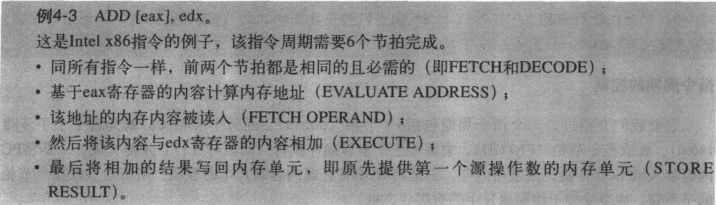 例4-3 ADD [eax], edx。
这是Intel x86指令的例子，该指令周期需要6个节拍完成。
• 同所有指令一样，前两个节拍都是相同的且必需的（即FETCH和DECODE）；
• 基于eax寄存器的内容计算内存地址（EVALUATE ADDRESS）；
• 该地址的内存内容被读入（FETCH OPERAND）；
• 然后将该内容与edx寄存器的内容相加（EXECUTE）；
• 最后将相加的结果写回内存单元，即原先提供第一个源操作数的内存单元（STORE
RESULT）。